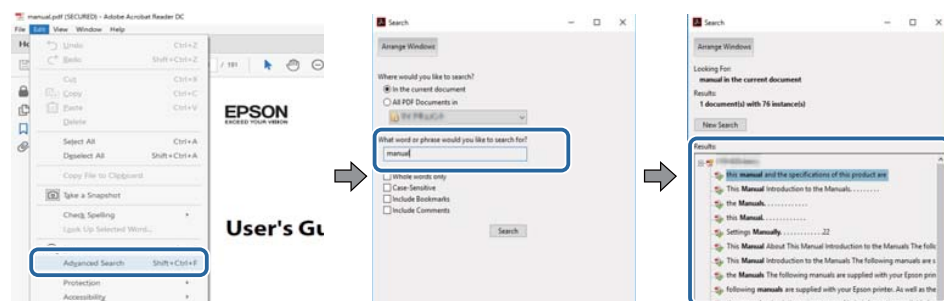 manual.pdf (SECURED) - Adobe Acrobat Reader DC
File Edit View Window Help
Undo Ctrl+Z
Redo Shift+Ctrl+Z
Cut Ctrl+X
Copy Ctrl+C
Paste Ctrl+V
Delete
Select All Ctrl+A
Deselect All Shift+Ctrl+A
Copy File to Clipboard
Take a Snapshot
Check Spelling
Look Up Selected Word...
Advanced Search Shift+Ctrl+F
Protection
Accessibility
/ 191
EPSON
EXCEED YOUR VISION
User's Gu
Search
Arrange Windows
Where would you like to search?
In the current document
All PDF Documents in
What word or phrase would you like to search for?
manual
Whole words only
Case-Sensitive
Include Bookmarks
Include Comments
Search
Search
Arrange Windows
Looking For:
manual in the current document
Results:
1 document(s) with 76 instance(s)
New Search
Results:
this manual and the specifications of this product are
This Manual Introduction to the Manuals. . . . . . . . .
the Manuals. . . . . . . . . . . . .
this Manual. . . . . . . . . . . .
Settings Manually. . . . . . . . . . . . .22
This Manual About This Manual Introduction to the Manuals The follo
This Manual Introduction to the Manuals The following manuals are s
the Manuals The following manuals are supplied with your Epson prin
following manuals are supplied with your Epson printer. As well as the